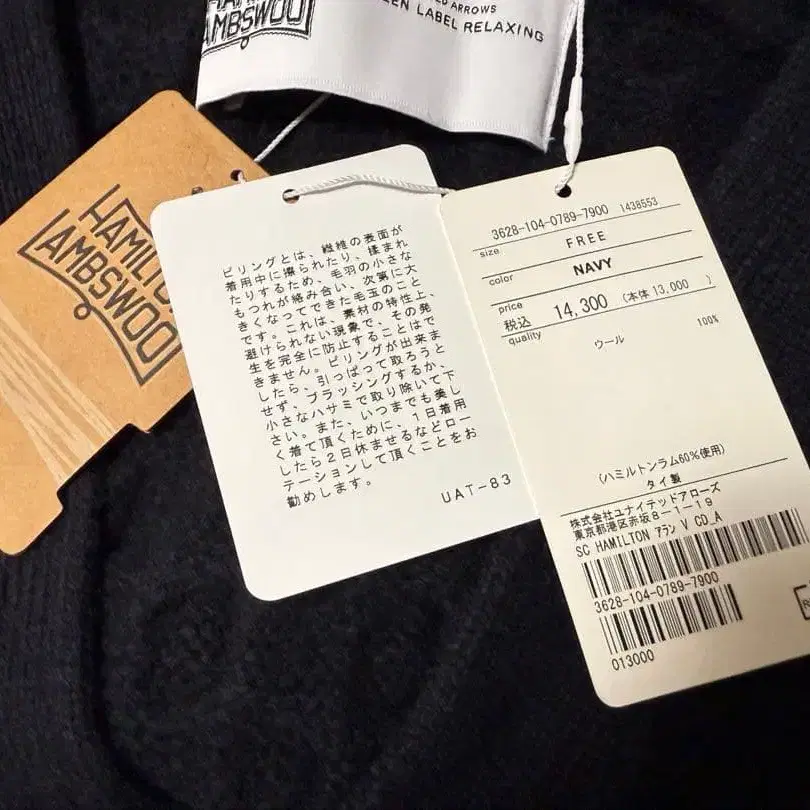 AMBSWOO
ED ARROWS
EEN LABEL RELAXING
HAMILTO
AMBSWOO
ピリングとは、繊維の表面が
着用中に擦られたり、揉まれ
たりするため、毛羽の小さな
もつれが絡み合い、次第に大
きくなってできた毛玉のこと
です。これは、素材の特性上、
避けられない現象で、その発
生を完全に防止することはで
きません。ピリングが出来ま
したら、引っぱって取ろうと
せず、ブラッシングするか、
小さなハサミで取り除いて下
さい。また、いつまでも美し
く着て頂くために、1日着用
したら2日休ませるなどロー
テーションして頂くことをお
勧めします。
UAT-83
3628-104-0789-7900 1438553
size FREE
color NAVY
price
税込 14,300 (本体 13,000 )
quality
ウール 100%
(ハミルトンラム60%使用)
タイ製
株式会社ユナイテッドアローズ
東京都港区赤坂8-1-19
SC HAMILTON アラン V CD_A
3628-104-0789-7900
013000